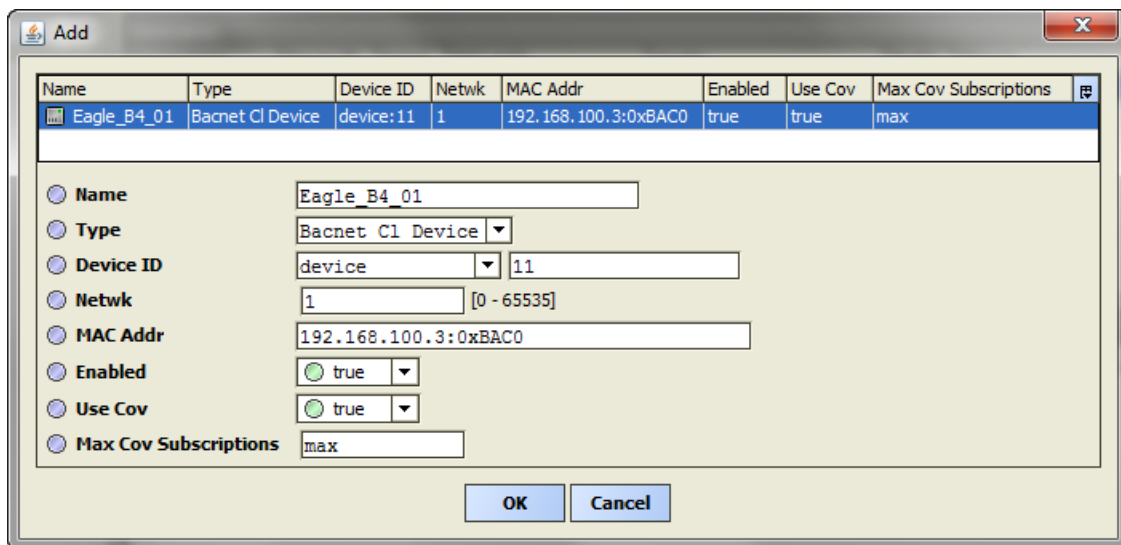 Add
Name Type Device ID Netwk MAC Addr Enabled Use Cov Max Cov Subscriptions
Eagle_B4_01 Bacnet Cl Device device:11 1 192.168.100.3:0xBAC0 true true max
Name Eagle_B4_01
Type Bacnet Cl Device
Device ID device 11
Netwk 1 [0 - 65535]
MAC Addr 192.168.100.3:0xBAC0
Enabled true
Use Cov true
Max Cov Subscriptions max
OK Cancel